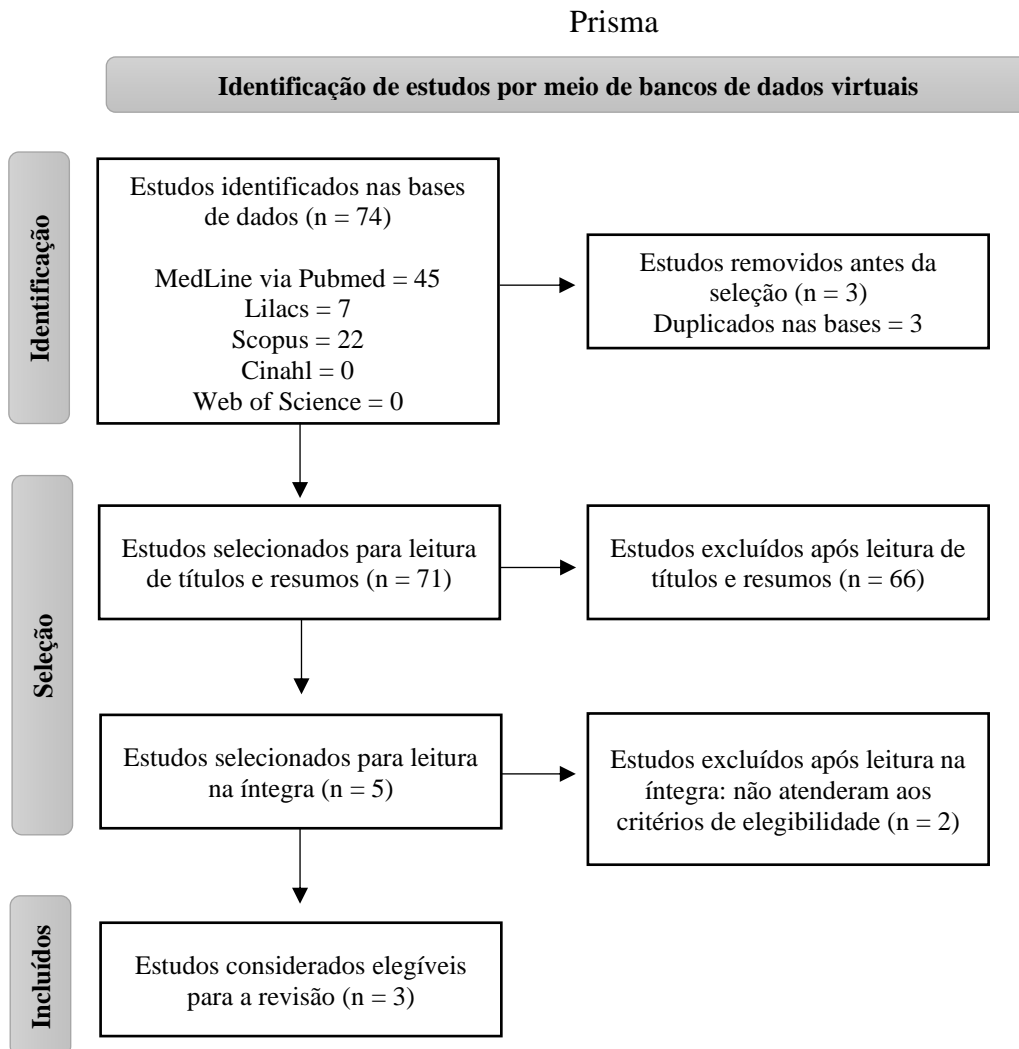 Prisma
Identificação de estudos por meio de bancos de dados virtuais
Identificação
Estudos identificados nas bases
de dados (n = 74)
MedLine via Pubmed = 45
Lilacs = 7
Scopus = 22
Cinahl = 0
Web of Science = 0
Estudos removidos antes da
seleção (n = 3)
Duplicados nas bases = 3
Seleção
Estudos selecionados para leitura
de títulos e resumos (n = 71)
Estudos excluídos após leitura de
títulos e resumos (n = 66)
Estudos selecionados para leitura
na íntegra (n = 5)
Estudos excluídos após leitura na
íntegra: não atenderam aos
critérios de elegibilidade (n = 2)
Incluídos
Estudos considerados elegíveis
para a revisão (n = 3)